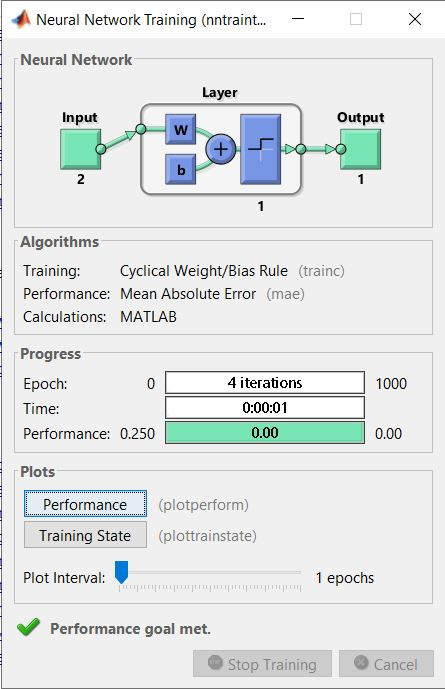 Neural Network Training (nntraint...
Neural Network
Layer
Input
Output
W
b
+
2
1
1
Algorithms
Training: Cyclical Weight/Bias Rule (trainc)
Performance: Mean Absolute Error (mae)
Calculations: MATLAB
Progress
Epoch: 0 4 iterations 1000
Time: 0:00:01
Performance: 0.250 0.00 0.00
Plots
Performance (plotperform)
Training State (plottrainstate)
Plot Interval: 1 epochs
Performance goal met.
Stop Training Cancel